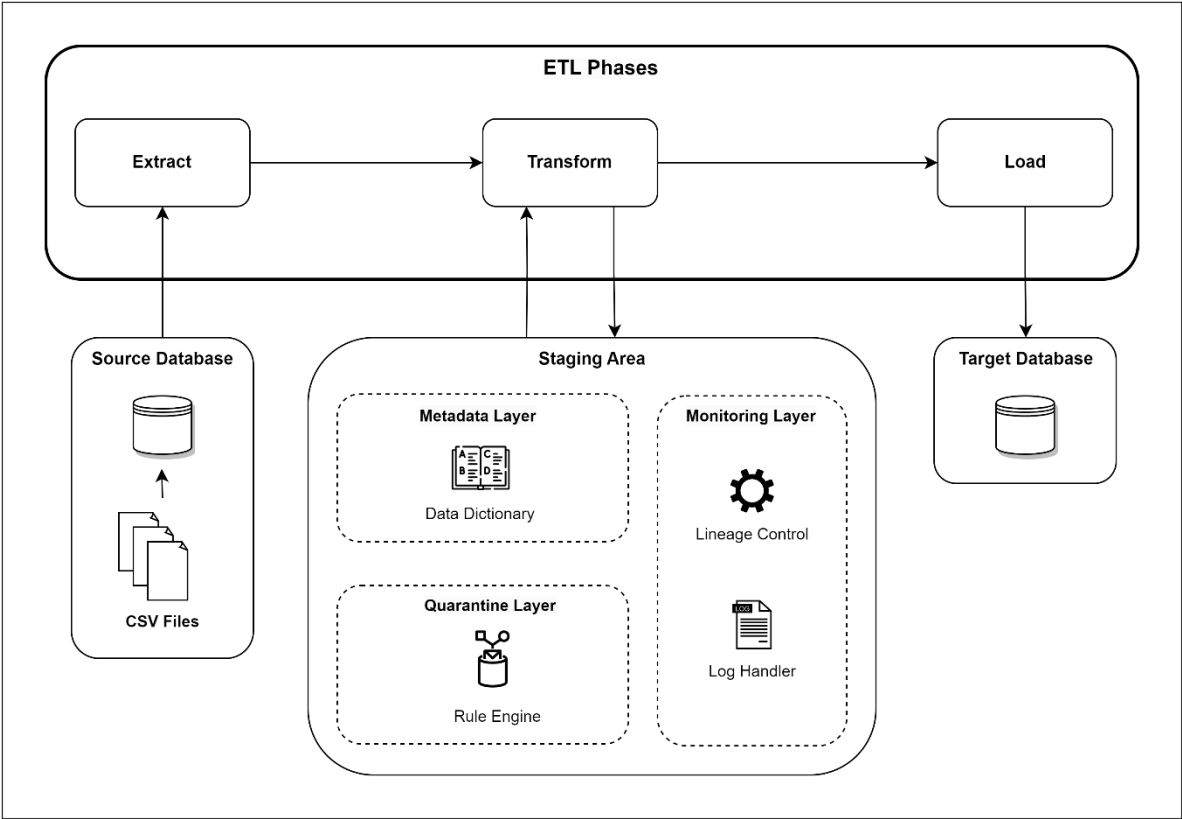 ETL Phases
Extract
Transform
Load
Source Database
CSV Files
Staging Area
Metadata Layer
A
B
C
D
Data Dictionary
Quarantine Layer
Rule Engine
Monitoring Layer
Lineage Control
LOG
Log Handler
Target Database